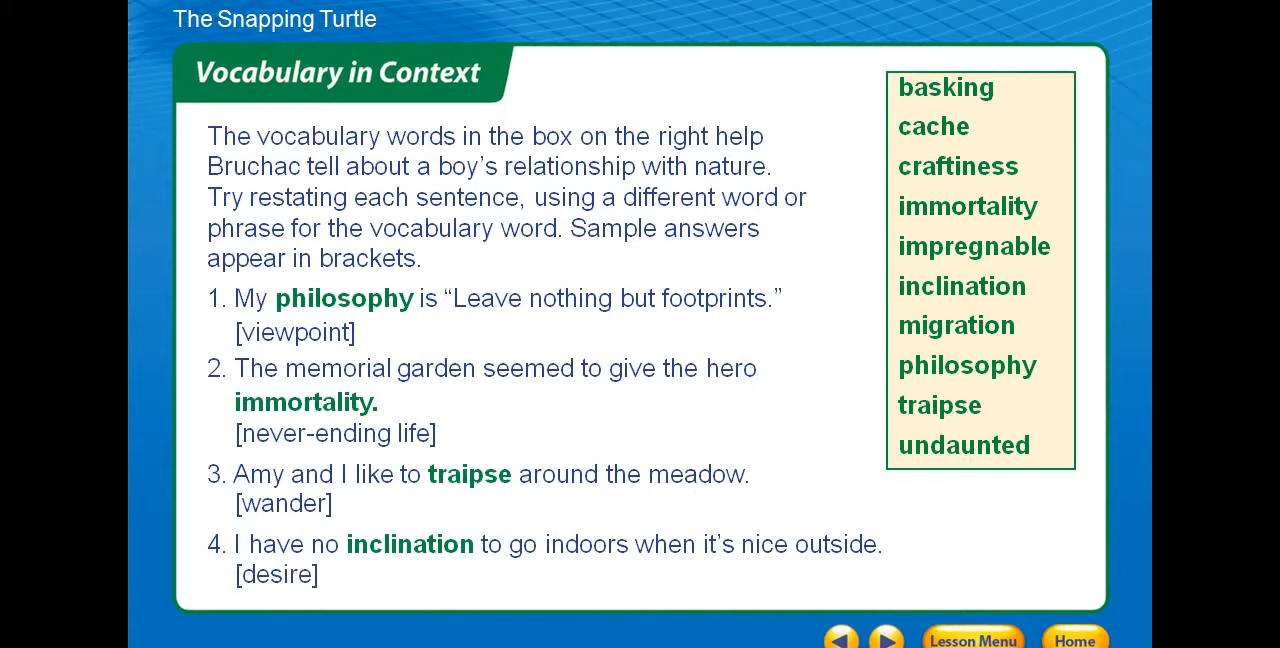 The Snapping Turtle
Vocabulary in Context
The vocabulary words in the box on the right help
Bruchac tell about a boy's relationship with nature.
Try restating each sentence, using a different word or
phrase for the vocabulary word. Sample answers
appear in brackets.
1. My philosophy is “Leave nothing but footprints.”
[viewpoint]
2. The memorial garden seemed to give the hero
immortality.
[never-ending life]
3. Amy and I like to traipse around the meadow.
[wander]
4. I have no inclination to go indoors when it's nice outside.
[desire]
basking
cache
craftiness
immortality
impregnable
inclination
migration
philosophy
traipse
undaunted
Lesson Menu
Home